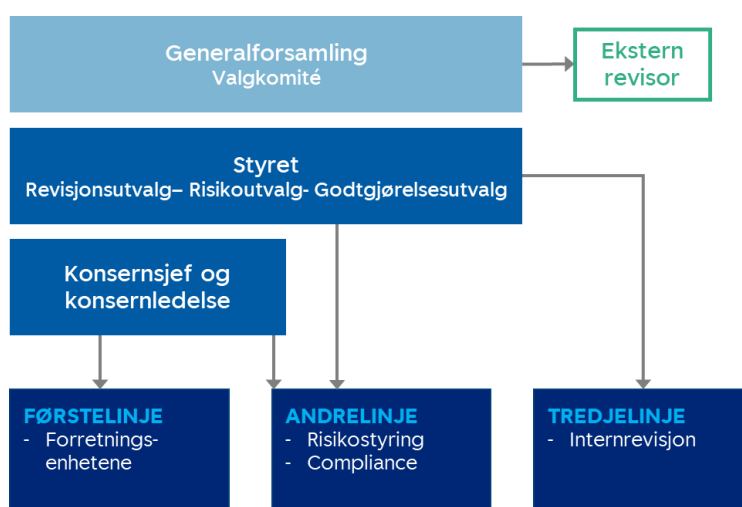 Generalforsamling
Valgkomité
Ekstern
revisor
Styret
Revisjonsutvalg– Risikoutvalg- Godtgjørelsesutvalg
Konsernsjef og
konsernledelse
FØRSTELINJE
- Forretnings-
enhetene
ANDRELINJE
- Risikostyring
- Compliance
TREDJELINJE
- Internrevisjon